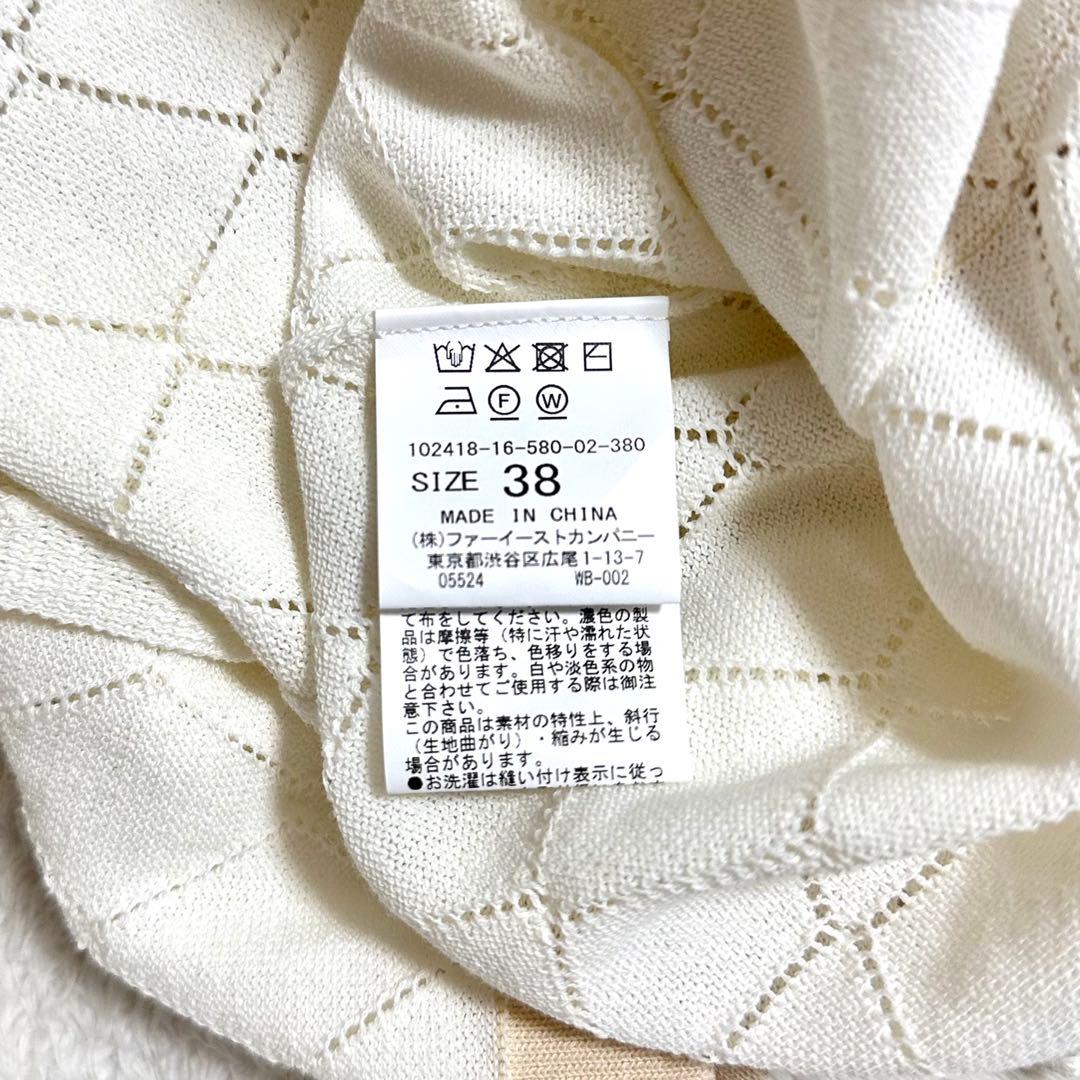 F W
102418-16-580-02-380
SIZE 38
MADE IN CHINA
(株)ファーイーストカンパニー
東京都渋谷区広尾1-13-7
05524 WB-002
て布をしてください。濃色の製
品は摩擦等（特に汗や濡れた状
態）で色落ち、色移りをする場
合があります。白や淡色系の物
と合わせてご使用する際は御注
意下さい。
この商品は素材の特性上、斜行
（生地曲がり）・縮みが生じる
場合があります。
●お洗濯は縫い付け表示に従っ